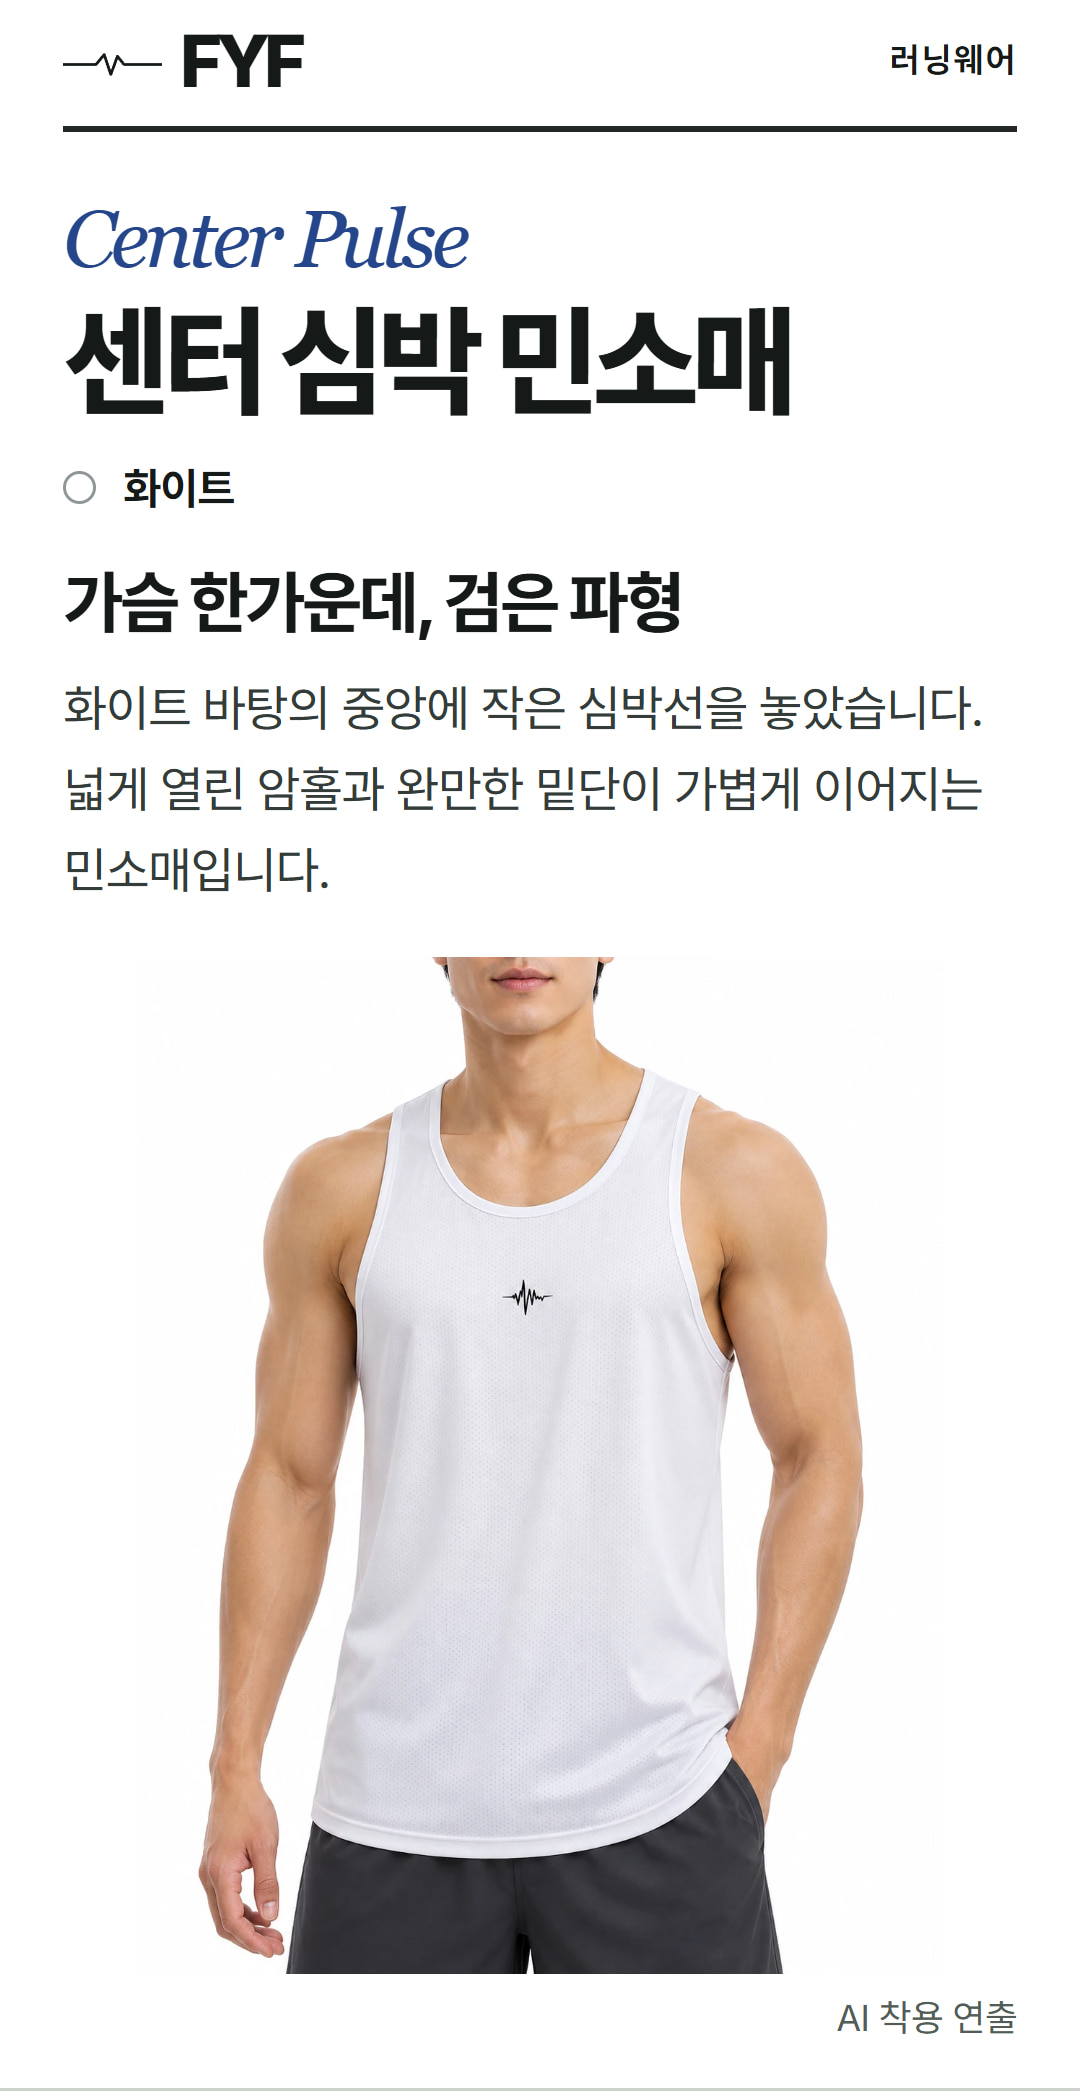 FYF
러닝웨어
Center Pulse
센터 심박 민소매
화이트
가슴 한가운데, 검은 파형
화이트 바탕의 중앙에 작은 심박선을 놓았습니다.
넓게 열린 암홀과 완만한 밑단이 가볍게 이어지는
민소매입니다.
AI 착용 연출